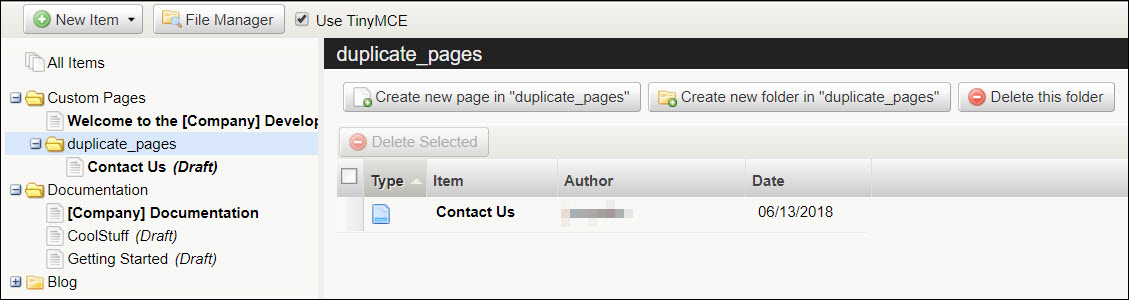 New Item File Manager Use TinyMCE
All Items
Custom Pages
Welcome to the [Company] Develop
duplicate_pages
Contact Us (Draft)
Documentation
[Company] Documentation
CoolStuff (Draft)
Getting Started (Draft)
Blog
duplicate_pages
Create new page in "duplicate_pages" Create new folder in "duplicate_pages" Delete this folder
Delete Selected
Type Item Author Date
Contact Us 06/13/2018